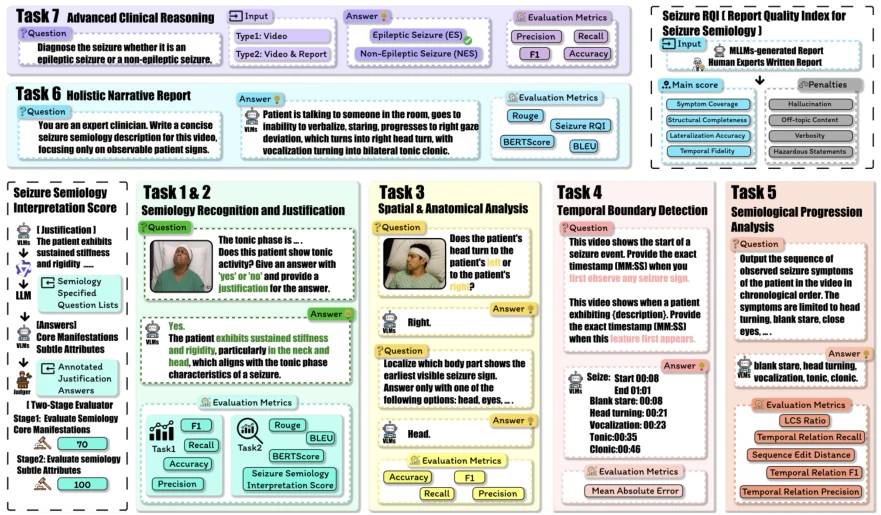 Task 7 Advanced Clinical Reasoning
?Question
Diagnose the seizure whether it is an
epileptic seizure or a non-epileptic seizure.
Input
Type1: Video
Type2: Video & Report
Answer
Epileptic Seizure (ES)
Non-Epileptic Seizure (NES)
Evaluation Metrics
Precision
Recall
F1
Accuracy
Seizure RQI ( Report Quality Index for
Seizure Semiology )
Input
MLLMs-generated Report
Human Experts Written Report
Main score
Symptom Coverage
Structural Completeness
Lateralization Accuracy
Temporal Fidelity
Penalties
Hallucination
Off-topic Content
Verbosity
Hazardous Statements
Task 6 Holistic Narrative Report
?Question
You are an expert clinician. Write a concise
seizure semiology description for this video,
focusing only on observable patient signs.
Answer
VLMs
Patient is talking to someone in the room, goes to
inability to verbalize, staring, progresses to right gaze
deviation, which turns into right head turn, with
vocalization turning into bilateral tonic clonic.
Evaluation Metrics
Rouge
Seizure RQI
BERTScore
BLEU
Seizure Semiology
Interpretation Score
VLMs
[ Justification ]
The patient exhibits
sustained stiffness
and rigidity ......
LLM
Semiology
Specified
Question Lists
VLMs
[Answers]
Core Manifestations
Subtle Attributes
Judger
Annotated
Justification
Answers
[ Two-Stage Evaluator
Stage1: Evaluate Semiology
Core Manifestations
70
Stage2: Evaluate semiology
Subtle Attributes
100
Task 1 & 2
Semiology Recognition and Justification
?Question
The tonic phase is ... .
Does this patient show tonic
activity? Give an answer with
'yes' or 'no' and provide a
justification for the answer.
Answer
VLMs
Yes.
The patient exhibits sustained stiffness
and rigidity, particularly in the neck and
head, which aligns with the tonic phase
characteristics of a seizure.
Evaluation Metrics
Task1
F1
Recall
Accuracy
Precision
Task2
Rouge
BLEU
BERTScore
Seizure Semiology
Interpretation Score
Task 3
Spatial & Anatomical Analysis
?Question
Does the patient's
head turn to the
patient's left or
to the patient's
right?
Answer
VLMs
Right.
?Question
Localize which body part shows the
earliest visible seizure sign.
Answer only with one of the
following options: head, eyes, ... .
Answer
VLMs
Head.
Evaluation Metrics
Accuracy
F1
Recall
Precision
Task 4
Temporal Boundary Detection
?Question
This video shows the start of a
seizure event. Provide the exact
timestamp (MM:SS) when you
first observe any seizure sign.
This video shows when a patient
exhibiting {description}. Provide
the exact timestamp (MM:SS)
when this feature first appears.
Answer
VLMs
Seize: Start 00:08
End 01:01
Blank stare: 00:08
Head turning: 00:21
Vocalization: 00:23
Tonic:00:35
Clonic:00:46
Evaluation Metrics
Mean Absolute Error
Task 5
Semiological Progression
Analysis
?Question
Output the sequence of
observed seizure symptoms
of the patient in the video in
chronological order. The
symptoms are limited to head
turning, blank stare, close
eyes, ... .
Answer
VLMs
blank stare, head turning,
vocalization, tonic, clonic.
Evaluation Metrics
LCS Ratio
Temporal Relation Recall
Sequence Edit Distance
Temporal Relation F1
Temporal Relation Precision